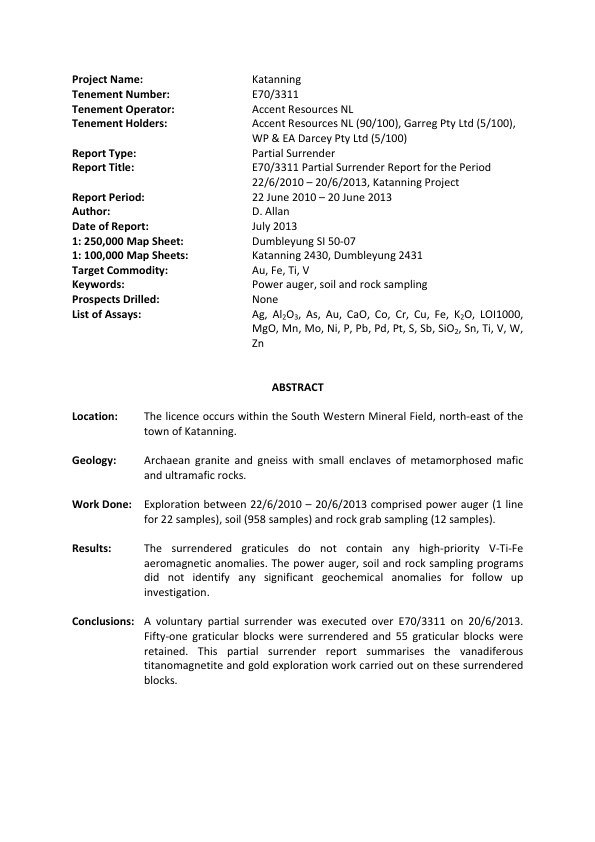 Project Name: Katanning
Tenement Number: E70/3311
Tenement Operator: Accent Resources NL
Tenement Holders: Accent Resources NL (90/100), Garreg Pty Ltd (5/100),
WP & EA Darcey Pty Ltd (5/100)
Report Type: Partial Surrender
Report Title: E70/3311 Partial Surrender Report for the Period
22/6/2010 – 20/6/2013, Katanning Project
Report Period: 22 June 2010 – 20 June 2013
Author: D. Allan
Date of Report: July 2013
1: 250,000 Map Sheet: Dumbleyung SI 50-07
1: 100,000 Map Sheets: Katanning 2430, Dumbleyung 2431
Target Commodity: Au, Fe, Ti, V
Keywords: Power auger, soil and rock sampling
Prospects Drilled: None
List of Assays: Ag, Al₂O₃, As, Au, CaO, Co, Cr, Cu, Fe, K₂O, LOI1000,
MgO, Mn, Mo, Ni, P, Pb, Pd, Pt, S, Sb, SiO₂, Sn, Ti, V, W,
Zn
ABSTRACT
Location: The licence occurs within the South Western Mineral Field, north-east of the
town of Katanning.
Geology: Archaean granite and gneiss with small enclaves of metamorphosed mafic
and ultramafic rocks.
Work Done: Exploration between 22/6/2010 – 20/6/2013 comprised power auger (1 line
for 22 samples), soil (958 samples) and rock grab sampling (12 samples).
Results: The surrendered graticules do not contain any high-priority V-Ti-Fe
aeromagnetic anomalies. The power auger, soil and rock sampling programs
did not identify any significant geochemical anomalies for follow up
investigation.
Conclusions: A voluntary partial surrender was executed over E70/3311 on 20/6/2013.
Fifty-one graticular blocks were surrendered and 55 graticular blocks were
retained. This partial surrender report summarises the vanadiferous
titanomagnetite and gold exploration work carried out on these surrendered
blocks.